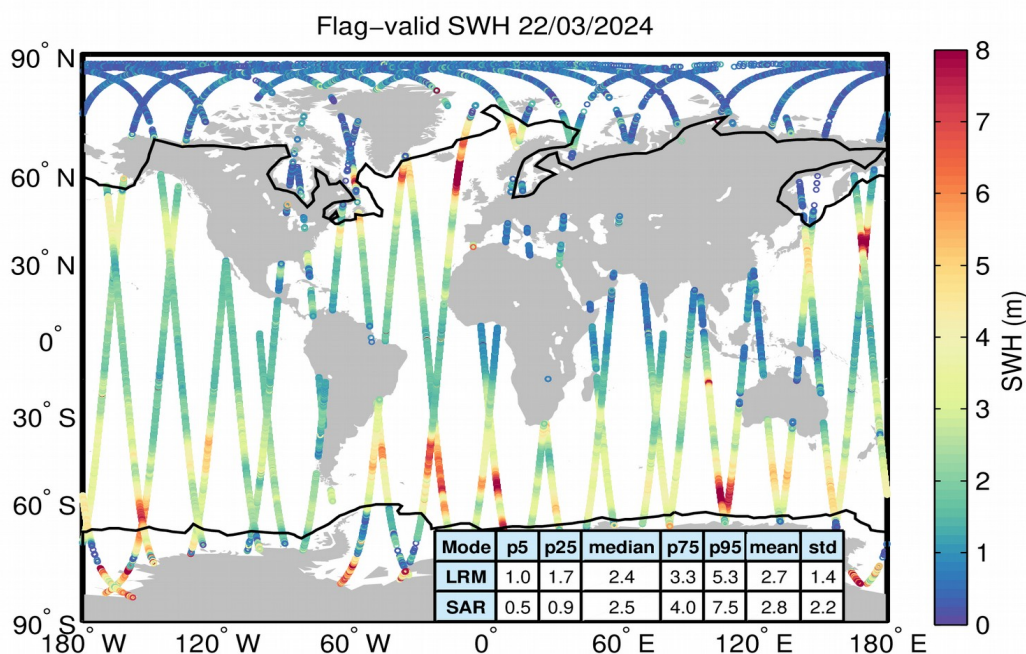 Flag−valid SWH 22/03/2024
90° N
60° N
30° N
0°
30° S
60° S
90° S
180° W
120° W
60° W
0°
60° E
120° E
180° E
8
7
6
5
4
3
2
1
0
SWH (m)
Mode p5 p25 median p75 p95 mean std
LRM 1.0 1.7 2.4 3.3 5.3 2.7 1.4
SAR 0.5 0.9 2.5 4.0 7.5 2.8 2.2